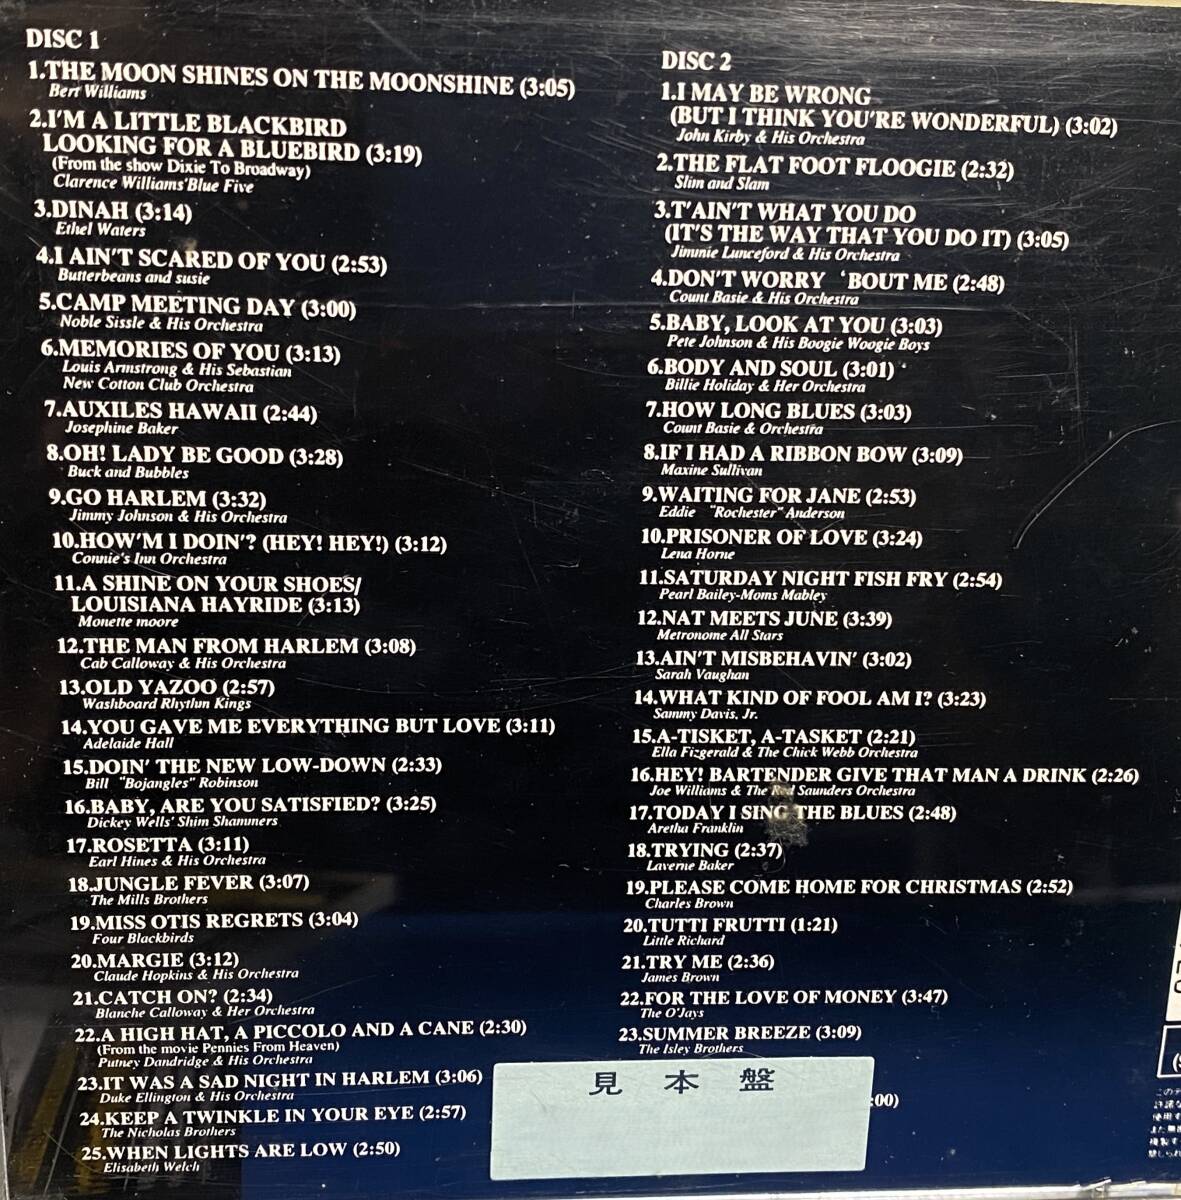 DISC 1
1.THE MOON SHINES ON THE MOONSHINE (3:05)
Bert Williams
2.I'M A LITTLE BLACKBIRD
LOOKING FOR A BLUEBIRD (3:19)
(From the show Dixie To Broadway)
Clarence Williams'Blue Five
3.DINAH (3:14)
Ethel Waters
4.I AIN'T SCARED OF YOU (2:53)
Butterbeans and susie
5.CAMP MEETING DAY (3:00)
Noble Sissle & His Orchestra
6.MEMORIES OF YOU (3:13)
Louis Armstrong & His Sebastian
New Cotton Club Orchestra
7.AUXILES HAWAII (2:44)
Josephine Baker
8.OH! LADY BE GOOD (3:28)
Buck and Bubbles
9.GO HARLEM (3:32)
Jimmy Johnson & His Orchestra
10.HOW'M I DOIN'? (HEY! HEY!) (3:12)
Connie's Inn Orchestra
11.A SHINE ON YOUR SHOES/
LOUISIANA HAYRIDE (3:13)
Monette moore
12.THE MAN FROM HARLEM (3:08)
Cab Calloway & His Orchestra
13.OLD YAZOO (2:57)
Washboard Rhythm Kings
14.YOU GAVE ME EVERYTHING BUT LOVE (3:11)
Adelaide Hall
15.DOIN' THE NEW LOW-DOWN (2:33)
Bill "Bojangles" Robinson
16.BABY, ARE YOU SATISFIED? (3:25)
Dickey Wells' Shim Shammers
17.ROSETTA (3:11)
Earl Hines & His Orchestra
18.JUNGLE FEVER (3:07)
The Mills Brothers
19.MISS OTIS REGRETS (3:04)
Four Blackbirds
20.MARGIE (3:12)
Claude Hopkins & His Orchestra
21.CATCH ON? (2:34)
Blanche Calloway & Her Orchestra
22.A HIGH HAT, A PICCOLO AND A CANE (2:30)
(From the movie Pennies From Heaven)
Putney Dandridge & His Orchestra
23.IT WAS A SAD NIGHT IN HARLEM (3:06)
Duke Ellington & His Orchestra
24.KEEP A TWINKLE IN YOUR EYE (2:57)
The Nicholas Brothers
25.WHEN LIGHTS ARE LOW (2:50)
Elisabeth Welch
DISC 2
1.I MAY BE WRONG
(BUT I THINK YOU'RE WONDERFUL) (3:02)
John Kirby & His Orchestra
2.THE FLAT FOOT FLOOGIE (2:32)
Slim and Slam
3.T'AIN'T WHAT YOU DO
(IT'S THE WAY THAT YOU DO IT) (3:05)
Jimmie Lunceford & His Orchestra
4.DON'T WORRY 'BOUT ME (2:48)
Count Basie & His Orchestra
5.BABY, LOOK AT YOU (3:03)
Pete Johnson & His Boogie Woogie Boys
6.BODY AND SOUL (3:01)
Billie Holiday & Her Orchestra
7.HOW LONG BLUES (3:03)
Count Basie & Orchestra
8.IF I HAD A RIBBON BOW (3:09)
Maxine Sullivan
9.WAITING FOR JANE (2:53)
Eddie "Rochester" Anderson
10.PRISONER OF LOVE (3:24)
Lena Horne
11.SATURDAY NIGHT FISH FRY (2:54)
Pearl Bailey-Moms Mabley
12.NAT MEETS JUNE (3:39)
Metronome All Stars
13.AIN'T MISBEHAVIN' (3:02)
Sarah Vaughan
14.WHAT KIND OF FOOL AM I? (3:23)
Sammy Davis, Jr.
15.A-TISKET, A-TASKET (2:21)
Ella Fizgerald & The Chick Webb Orchestra
16.HEY! BARTENDER GIVE THAT MAN A DRINK (2:26)
Joe Williams & The Red Saunders Orchestra
17.TODAY I SING THE BLUES (2:48)
Aretha Franklin
18.TRYING (2:37)
Laverne Baker
19.PLEASE COME HOME FOR CHRISTMAS (2:52)
Charles Brown
20.TUTTI FRUTTI (1:21)
Little Richard
21.TRY ME (2:36)
James Brown
22.FOR THE LOVE OF MONEY (3:47)
The O'Jays
23.SUMMER BREEZE (3:09)
The Isley Brothers
見本盤
:00)